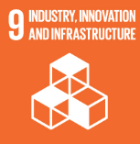 9 INDUSTRY, INNOVATION
AND INFRASTRUCTURE